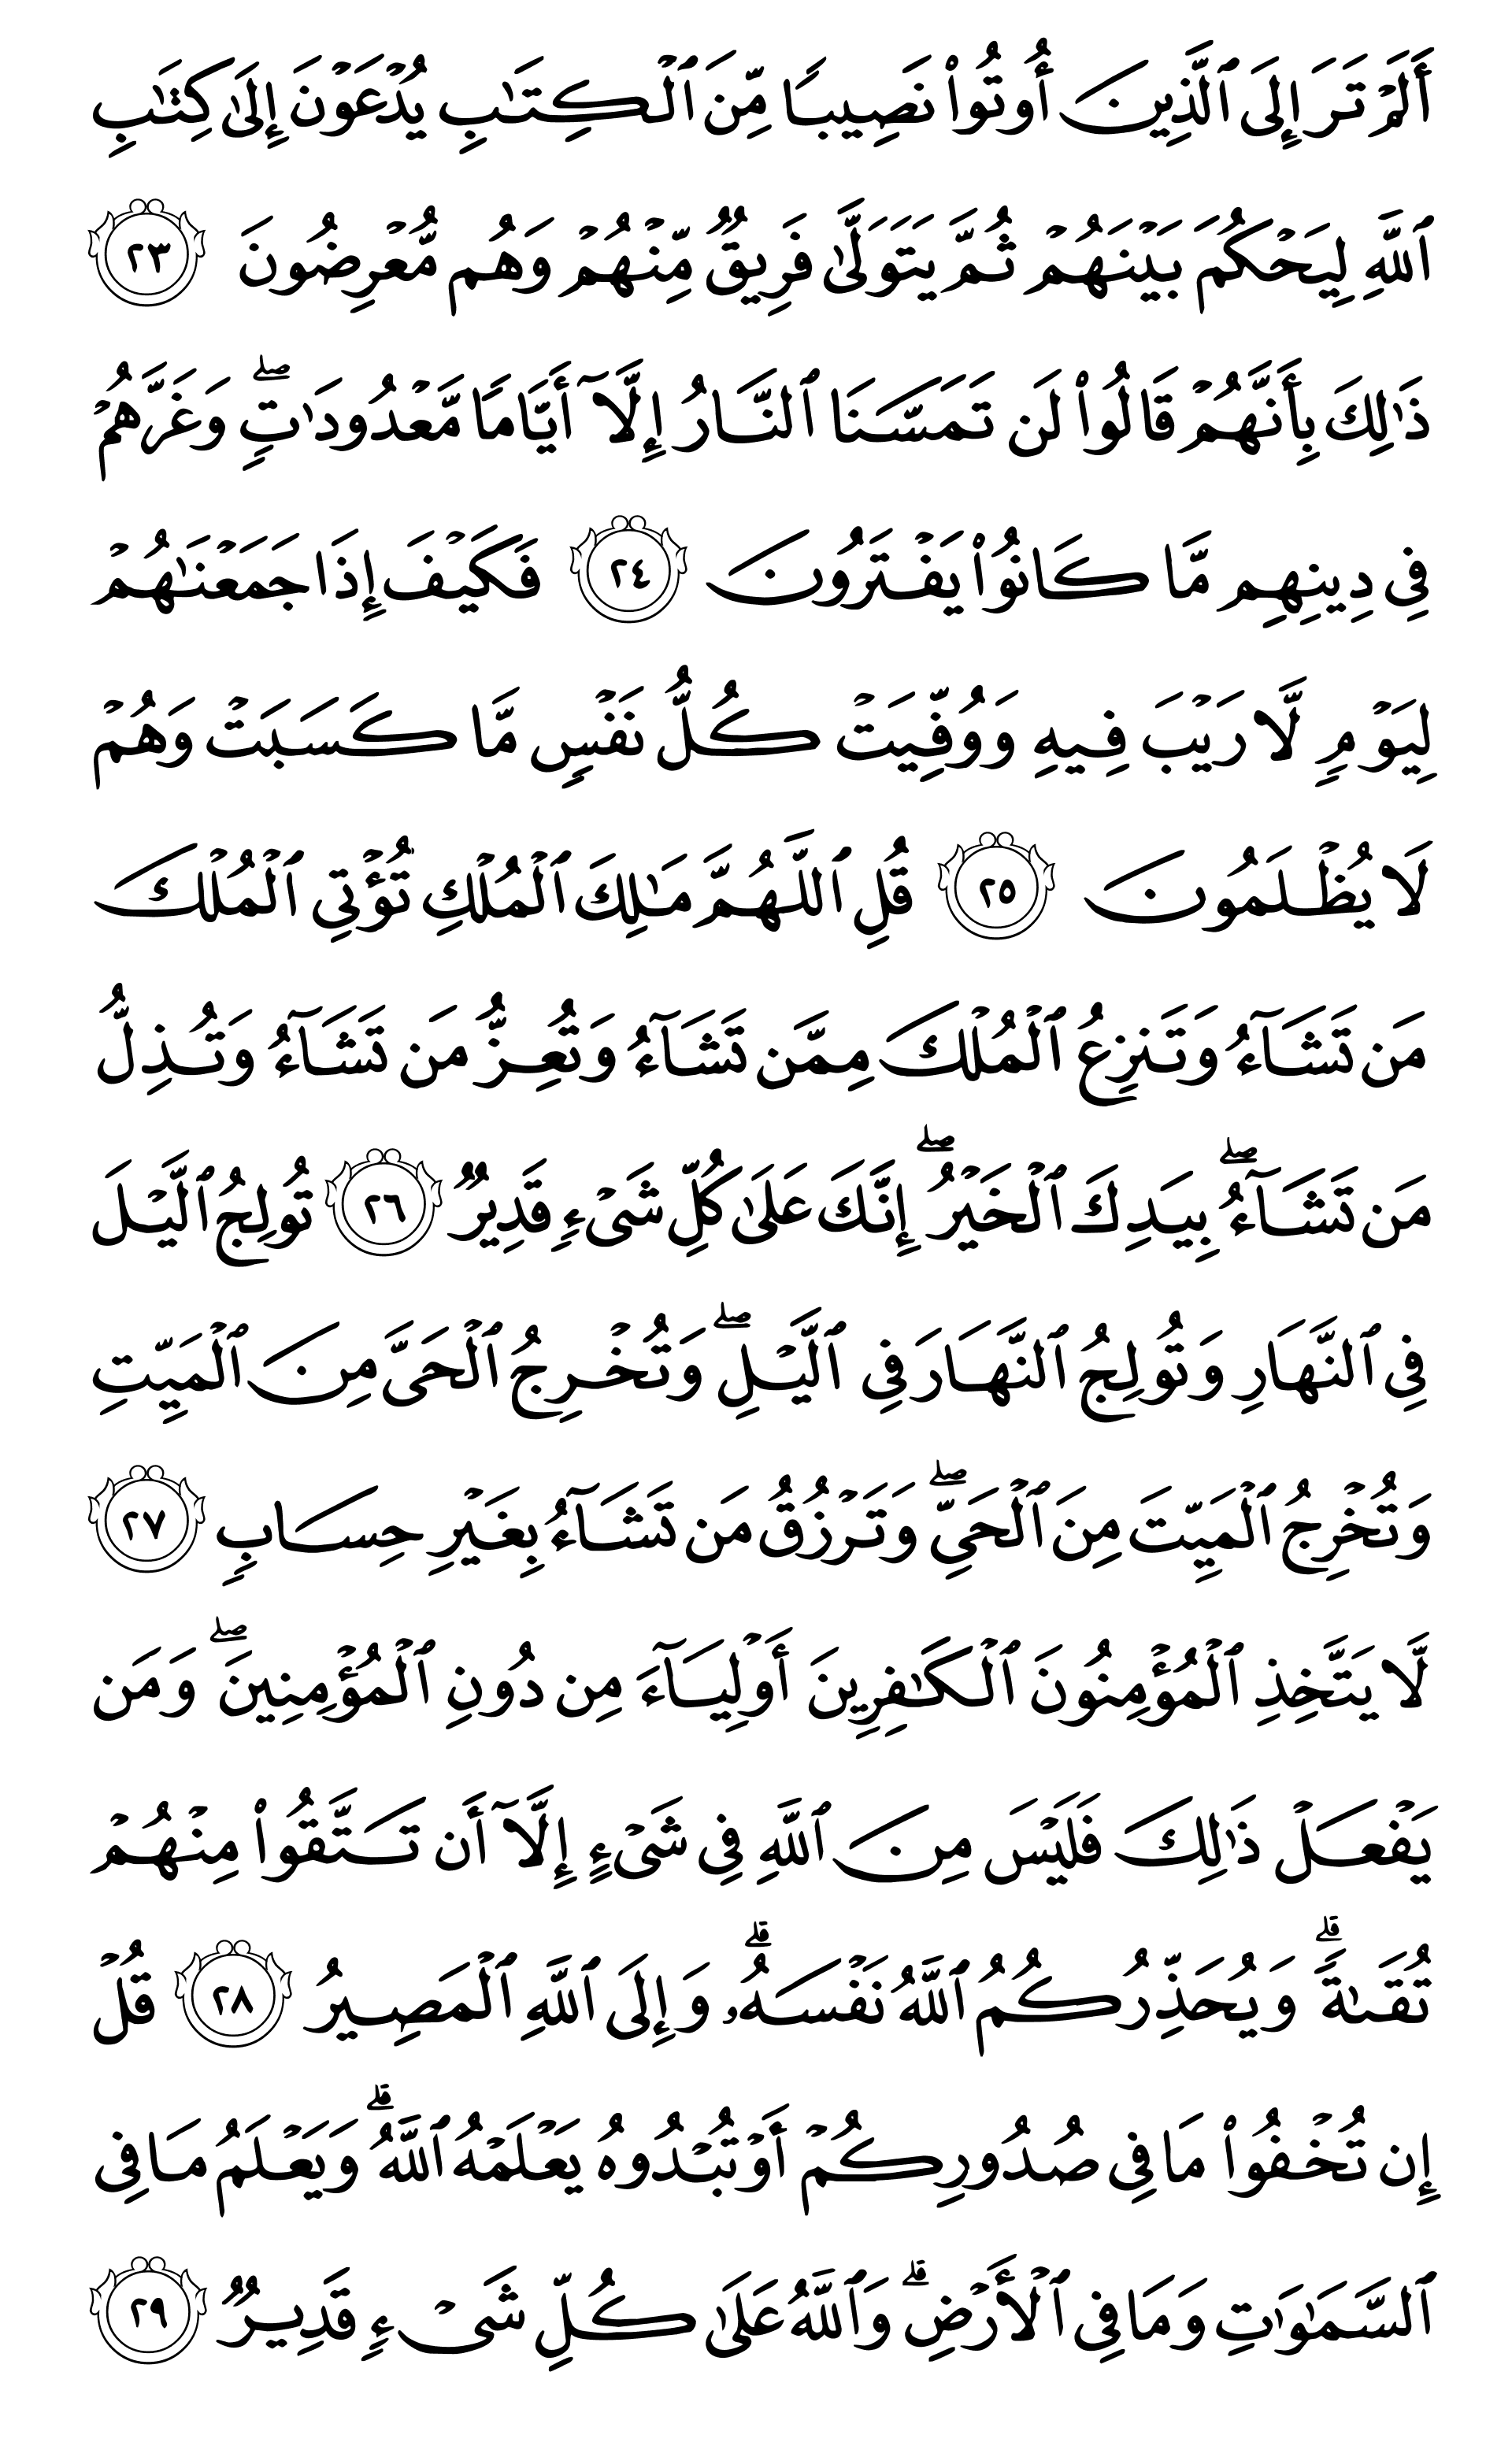 أَلَمۡ تَرَ إِلَى ٱلَّذِينَ أُوتُواْ نَصِيبٗا مِّنَ ٱلۡكِتَٰبِ يُدۡعَوۡنَ إِلَىٰ كِتَٰبِ
ٱللَّهِ لِيَحۡكُمَ بَيۡنَهُمۡ ثُمَّ يَتَوَلَّىٰ فَرِيقٞ مِّنۡهُمۡ وَهُم مُّعۡرِضُونَ ٢٣
ذَٰلِكَ بِأَنَّهُمۡ قَالُواْ لَن تَمَسَّنَا ٱلنَّارُ إِلَّآ أَيَّامٗا مَّعۡدُودَٰتٖۖ وَغَرَّهُمۡ
فِي دِينِهِم مَّا كَانُواْ يَفۡتَرُونَ ٢٤ فَكَيۡفَ إِذَا جَمَعۡنَٰهُمۡ
لِيَوۡمٖ لَّا رَيۡبَ فِيهِ وَوُفِّيَتۡ كُلُّ نَفۡسٖ مَّا كَسَبَتۡ وَهُمۡ
لَا يُظۡلَمُونَ ٢٥ قُلِ ٱللَّهُمَّ مَٰلِكَ ٱلۡمُلۡكِ تُؤۡتِي ٱلۡمُلۡكَ
مَن تَشَآءُ وَتَنزِعُ ٱلۡمُلۡكَ مِمَّن تَشَآءُ وَتُعِزُّ مَن تَشَآءُ وَتُذِلُّ
مَن تَشَآءُۖ بِيَدِكَ ٱلۡخَيۡرُۖ إِنَّكَ عَلَىٰ كُلِّ شَيۡءٖ قَدِيرٞ ٢٦ تُولِجُ ٱلَّيۡلَ
فِي ٱلنَّهَارِ وَتُولِجُ ٱلنَّهَارَ فِي ٱلَّيۡلِۖ وَتُخۡرِجُ ٱلۡحَيَّ مِنَ ٱلۡمَيِّتِ
وَتُخۡرِجُ ٱلۡمَيِّتَ مِنَ ٱلۡحَيِّۖ وَتَرۡزُقُ مَن تَشَآءُ بِغَيۡرِ حِسَابٖ ٢٧
لَّا يَتَّخِذِ ٱلۡمُؤۡمِنُونَ ٱلۡكَٰفِرِينَ أَوۡلِيَآءَ مِن دُونِ ٱلۡمُؤۡمِنِينَۖ وَمَن
يَفۡعَلۡ ذَٰلِكَ فَلَيۡسَ مِنَ ٱللَّهِ فِي شَيۡءٍ إِلَّآ أَن تَتَّقُواْ مِنۡهُمۡ
تُقَىٰةٗۗ وَيُحَذِّرُكُمُ ٱللَّهُ نَفۡسَهُۥۗ وَإِلَى ٱللَّهِ ٱلۡمَصِيرُ ٢٨ قُلۡ
إِن تُخۡفُواْ مَا فِي صُدُورِكُمۡ أَوۡ تُبۡدُوهُ يَعۡلَمۡهُ ٱللَّهُۗ وَيَعۡلَمُ مَا فِي
ٱلسَّمَٰوَٰتِ وَمَا فِي ٱلۡأَرۡضِۗ وَٱللَّهُ عَلَىٰ كُلِّ شَيۡءٖ قَدِيرٞ ٢٩